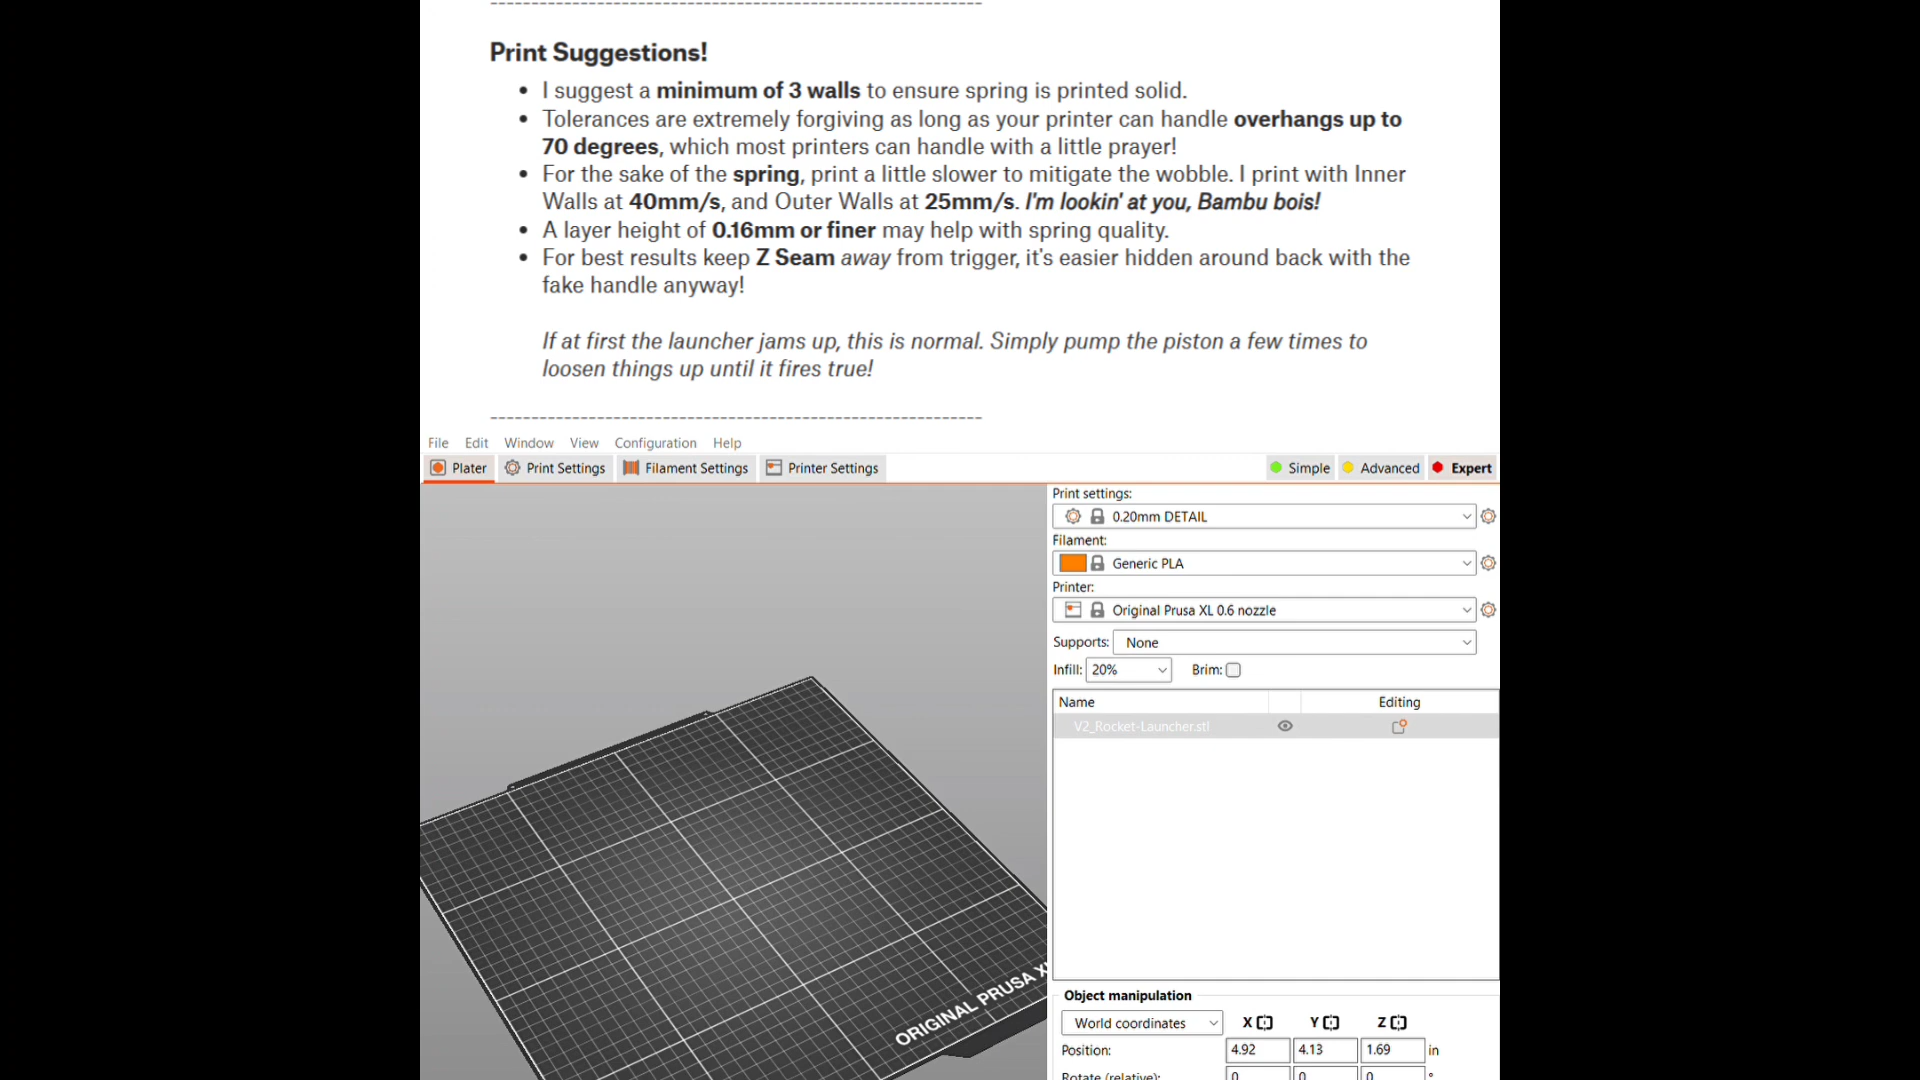 ------------------------------------------------------------
Print Suggestions!
• I suggest a minimum of 3 walls to ensure spring is printed solid.
• Tolerances are extremely forgiving as long as your printer can handle overhangs up to
70 degrees, which most printers can handle with a little prayer!
• For the sake of the spring, print a little slower to mitigate the wobble. I print with Inner
Walls at 40mm/s, and Outer Walls at 25mm/s. I'm lookin' at you, Bambu bois!
• A layer height of 0.16mm or finer may help with spring quality.
• For best results keep Z Seam away from trigger, it's easier hidden around back with the
fake handle anyway!
If at first the launcher jams up, this is normal. Simply pump the piston a few times to
loosen things up until it fires true!
------------------------------------------------------------
File Edit Window View Configuration Help
Plater Print Settings Filament Settings Printer Settings Simple Advanced Expert
Print settings:
0.20mm DETAIL
Filament:
Generic PLA
Printer:
Original Prusa XL 0.6 nozzle
Supports: None
Infill: 20% Brim:
Name Editing
V2_Rocket-Launcher.stl
ORIGINAL PRUSA X
Object manipulation
World coordinates X Y Z
Position: 4.92 4.13 1.69 in
Rotate (relative): 0 0 0 °